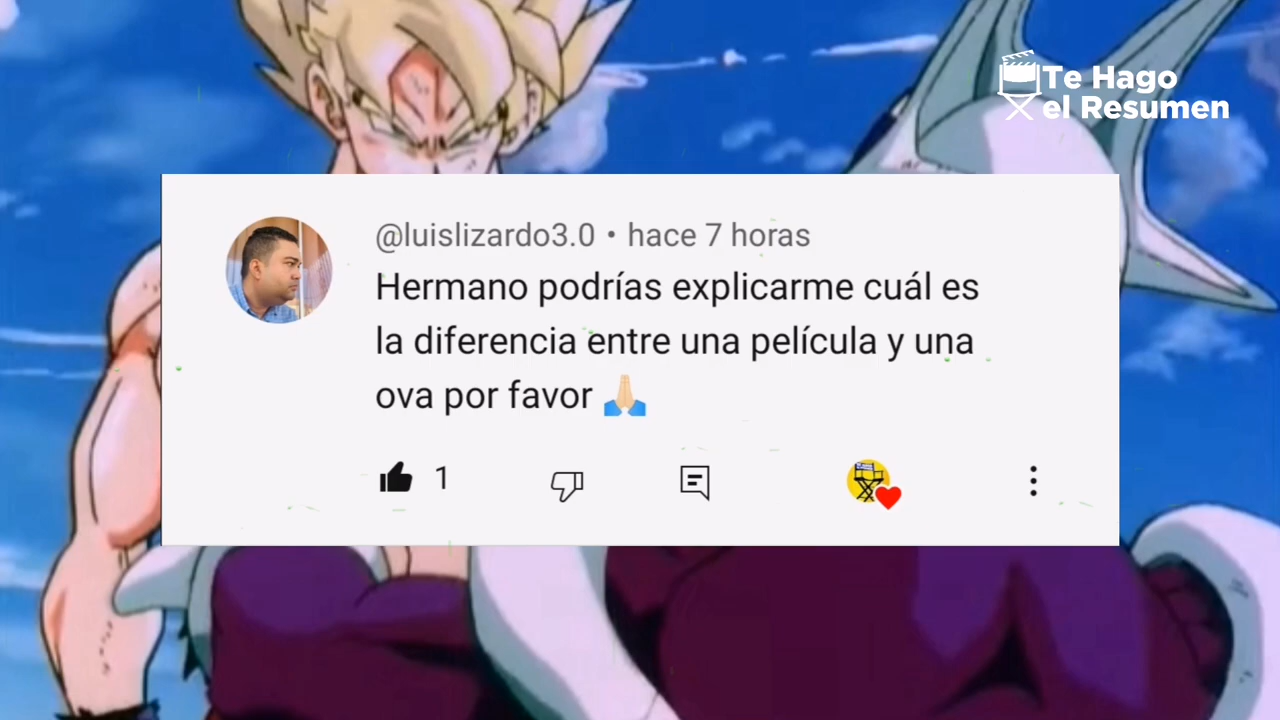 Te Hago
el Resumen
@luislizardo3.0 • hace 7 horas
Hermano podrías explicarme cuál es
la diferencia entre una película y una
ova por favor 🙏🏼
1